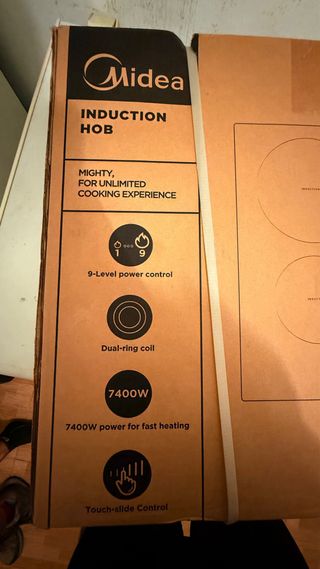 Midea
INDUCTION
HOB
MIGHTY,
FOR UNLIMITED
COOKING EXPERIENCE
1 9
9-Level power control
Dual-ring coil
7400W
7400W power for fast heating
Touch-slide Control